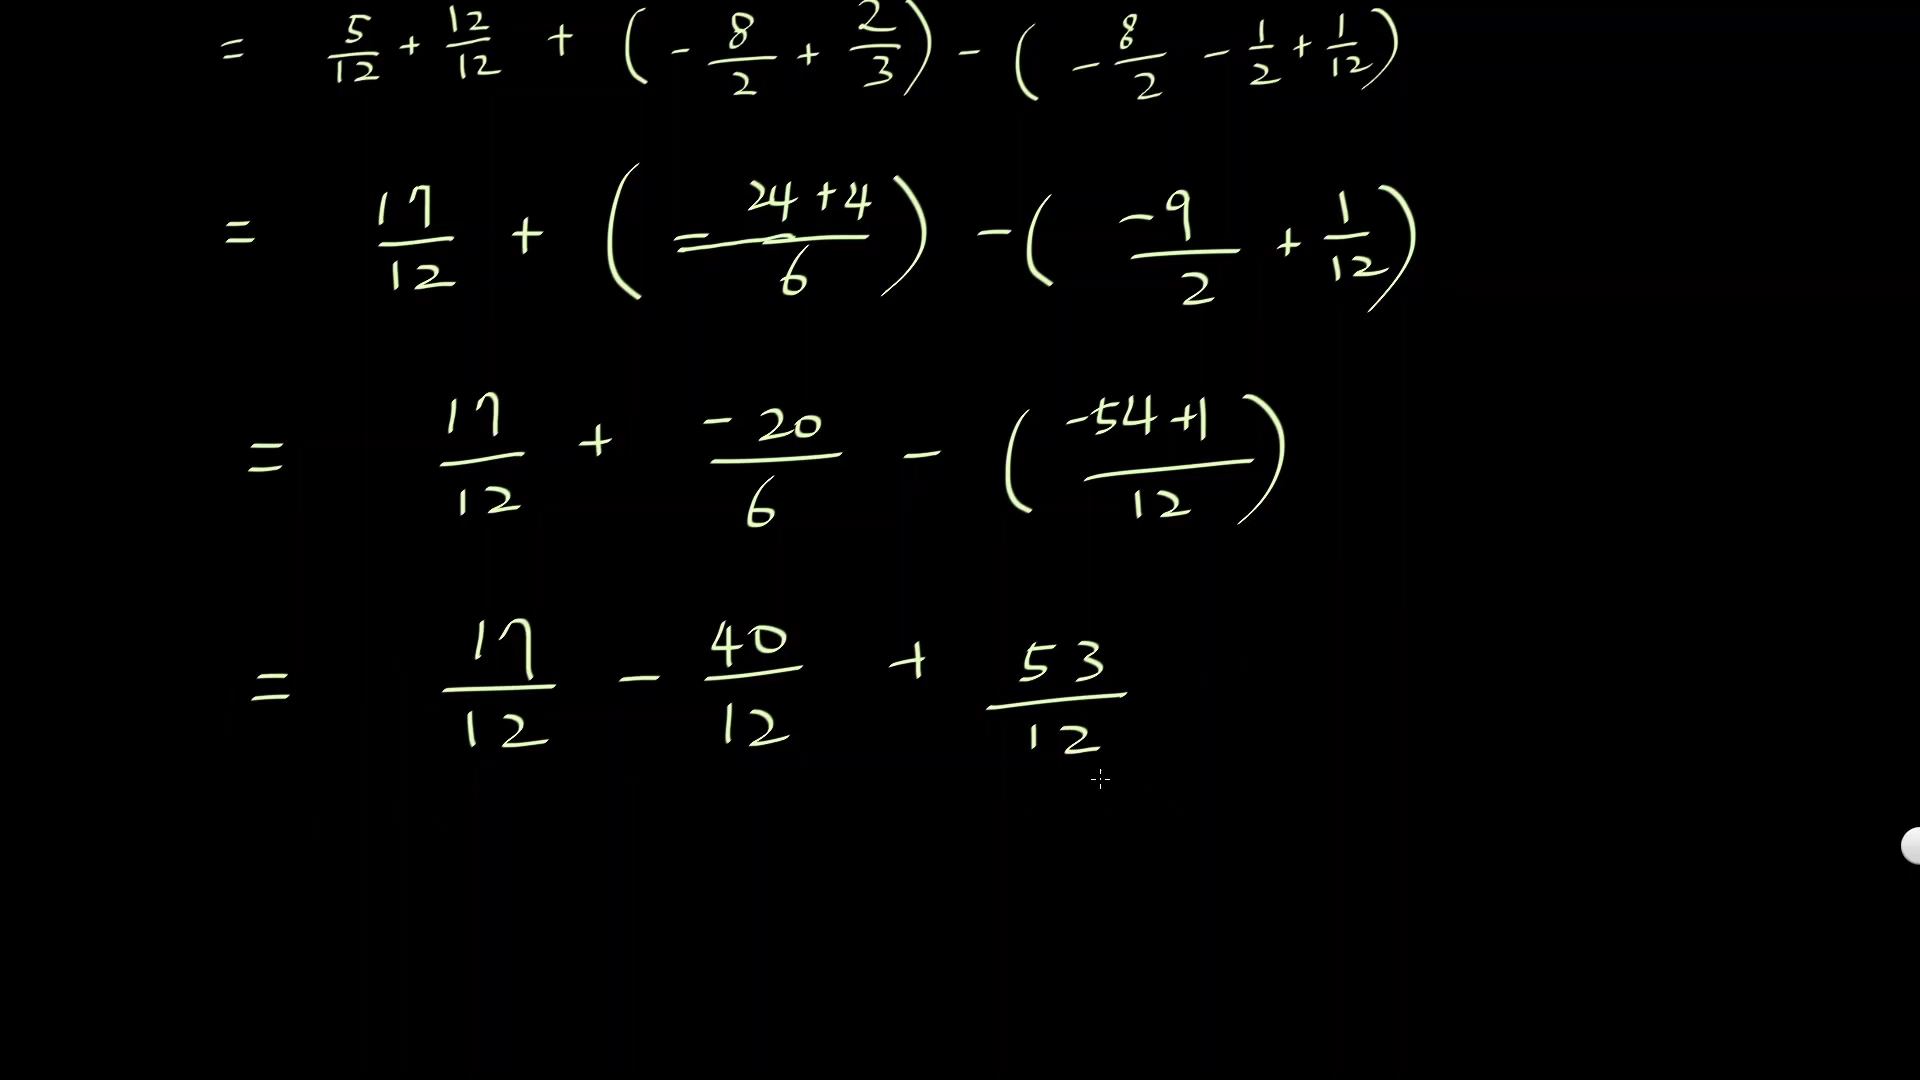 = 5/12 + 12/12 + (- 8/2 + 2/3) - (- 8/2 - 1/2 + 1/12)
= 17/12 + (- 24 + 4 / 6) - (-9/2 + 1/12)
= 17/12 + -20/6 - (-54+1 / 12)
= 17/12 - 40/12 + 53/12